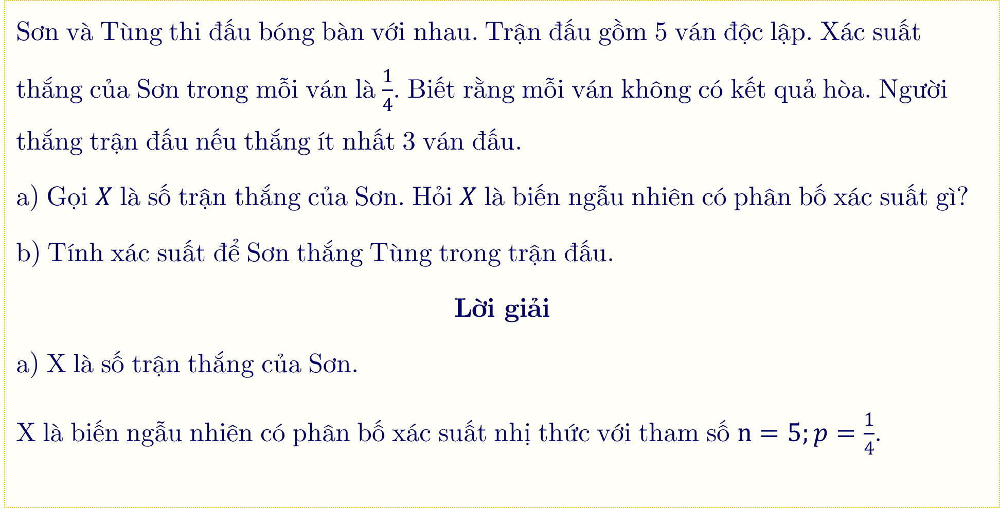 Sơn và Tùng thi đấu bóng bàn với nhau. Trận đấu gồm 5 ván độc lập. Xác suất
thắng của Sơn trong mỗi ván là 1/4. Biết rằng mỗi ván không có kết quả hòa. Người
thắng trận đấu nếu thắng ít nhất 3 ván đấu.
a) Gọi X là số trận thắng của Sơn. Hỏi X là biến ngẫu nhiên có phân bố xác suất gì?
b) Tính xác suất để Sơn thắng Tùng trong trận đấu.
Lời giải
a) X là số trận thắng của Sơn.
X là biến ngẫu nhiên có phân bố xác suất nhị thức với tham số n = 5; p = 1/4.